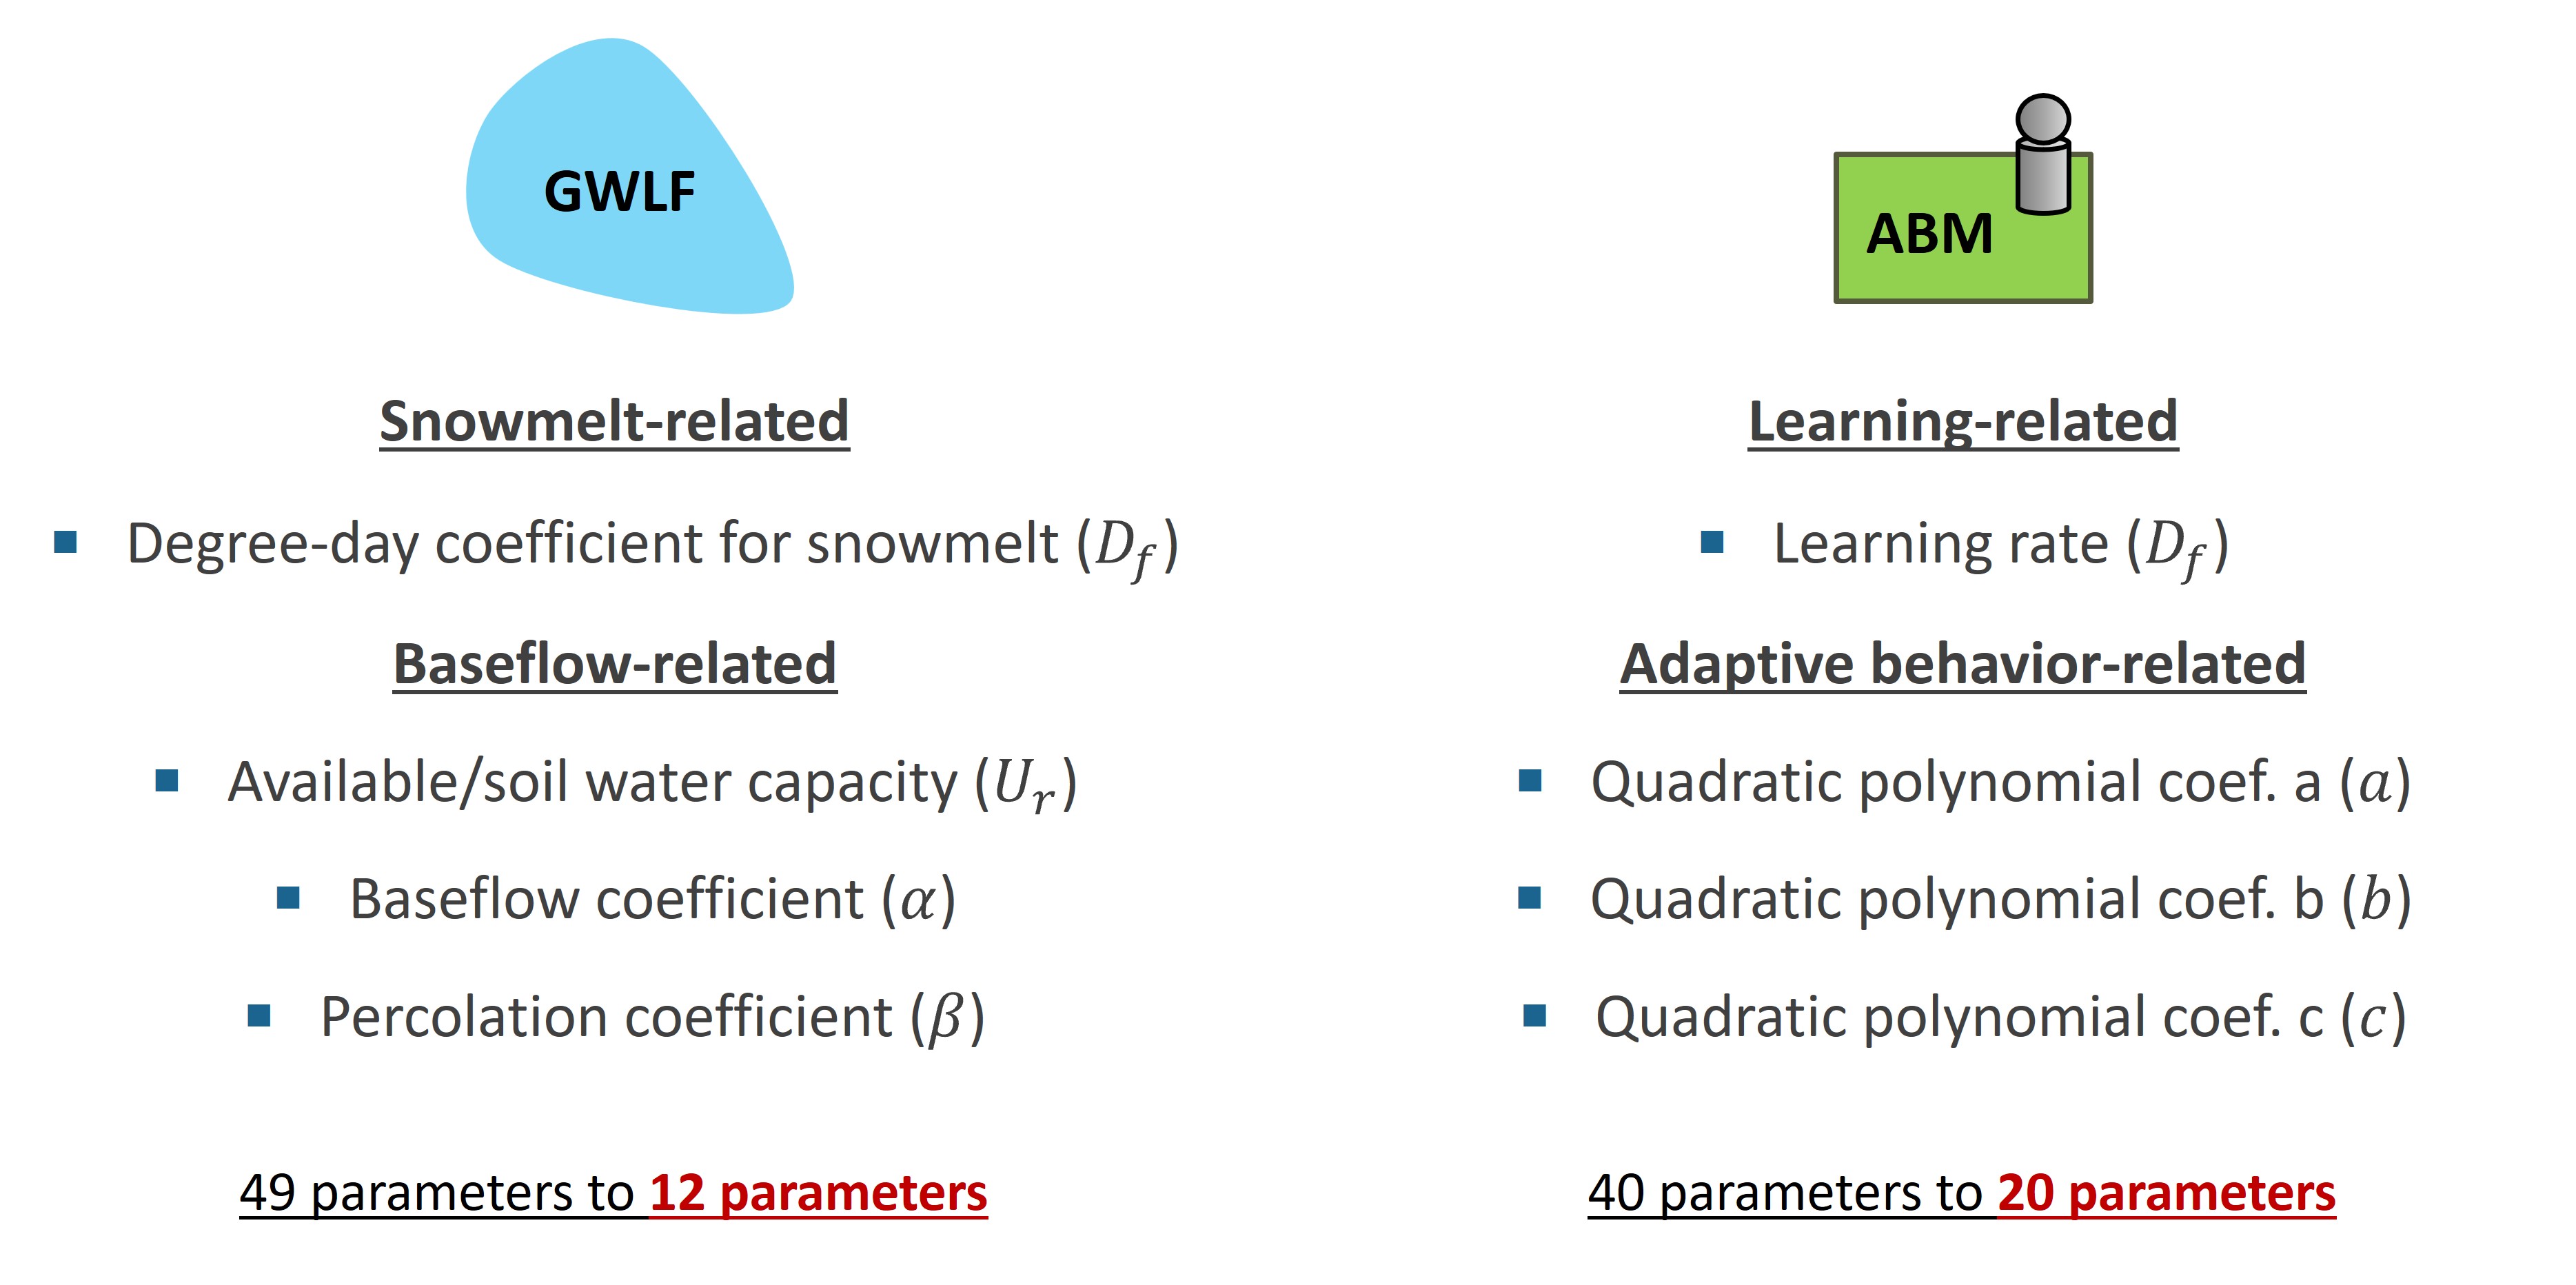 GWLF
Snowmelt-related
▪ Degree-day coefficient for snowmelt (D_f)
Baseflow-related
▪ Available/soil water capacity (U_r)
▪ Baseflow coefficient (α)
▪ Percolation coefficient (β)
49 parameters to 12 parameters
ABM
Learning-related
▪ Learning rate (D_f)
Adaptive behavior-related
▪ Quadratic polynomial coef. a (a)
▪ Quadratic polynomial coef. b (b)
▪ Quadratic polynomial coef. c (c)
40 parameters to 20 parameters